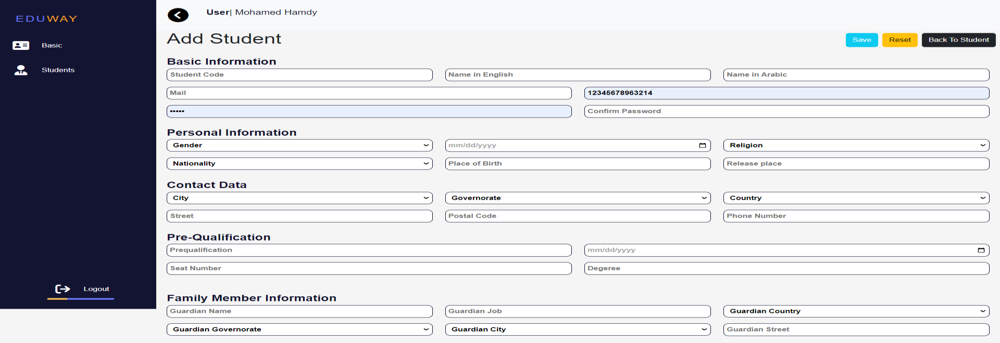 EDUWAY
Basic
Students
Logout
User| Mohamed Hamdy
Add Student
Save Reset Back To Student
Basic Information
Student Code Name in English Name in Arabic
Mail 12345678963214
••••• Confirm Password
Personal Information
Gender mm/dd/yyyy Religion
Nationality Place of Birth Release place
Contact Data
City Governorate Country
Street Postal Code Phone Number
Pre-Qualification
Prequalification mm/dd/yyyy
Seat Number Degeree
Family Member Information
Guardian Name Guardian Job Guardian Country
Guardian Governorate Guardian City Guardian Street